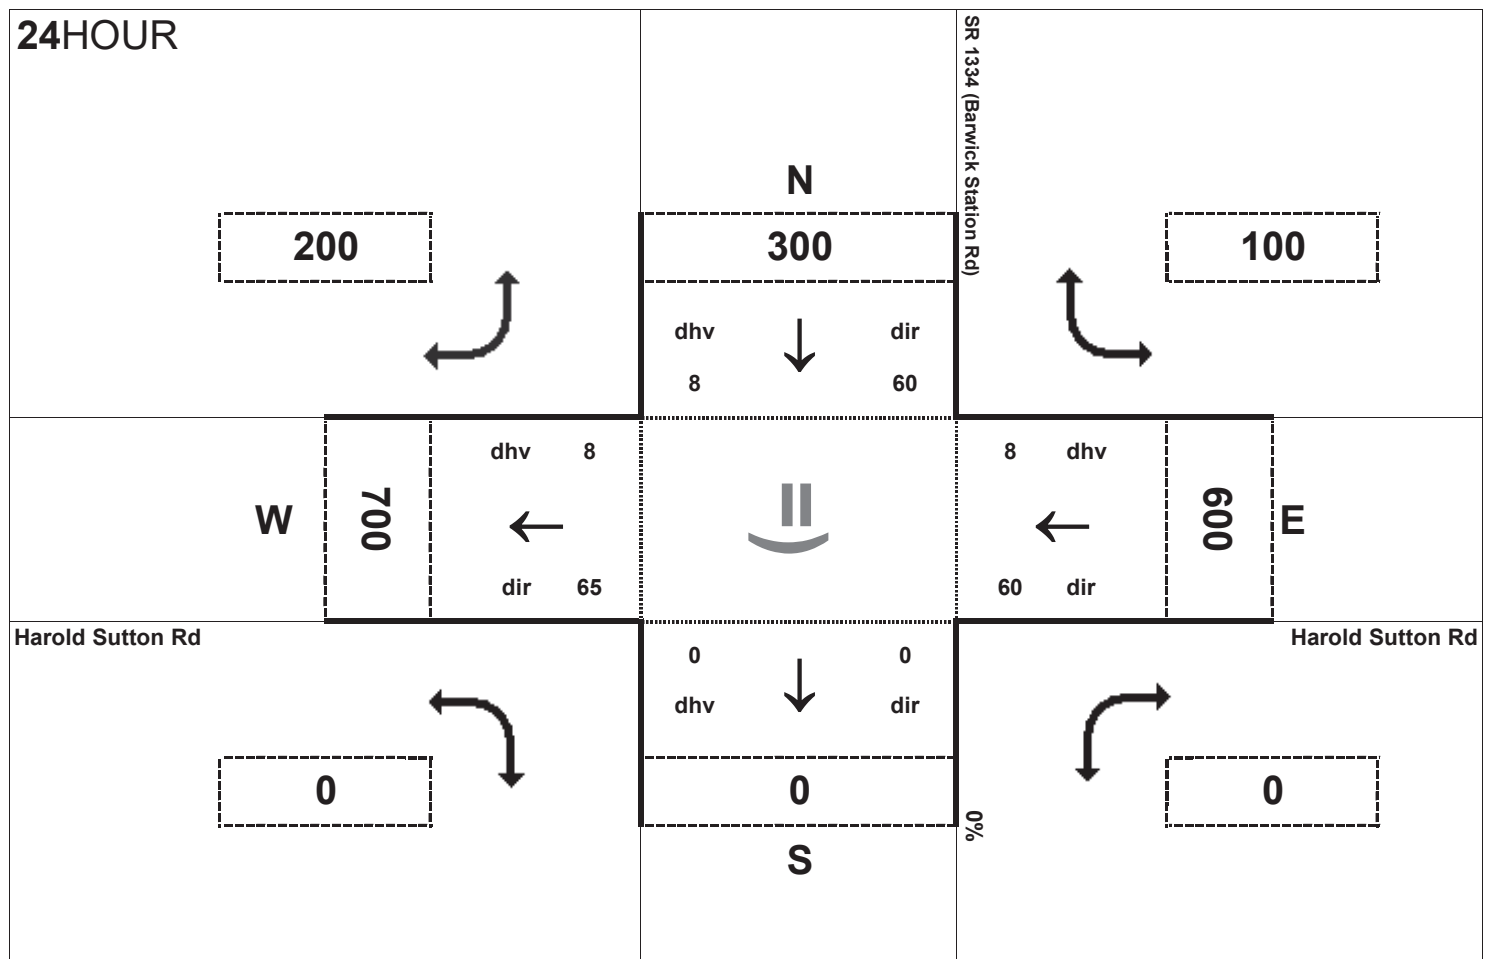 24HOUR
SR 1334 (Barwick Station Rd)
N
200
300
100
dhv
dir
8
60
dhv 8
8 dhv
W
700
600
E
dir 65
60 dir
Harold Sutton Rd
Harold Sutton Rd
0
0
dhv
dir
0
0
0
0%
S